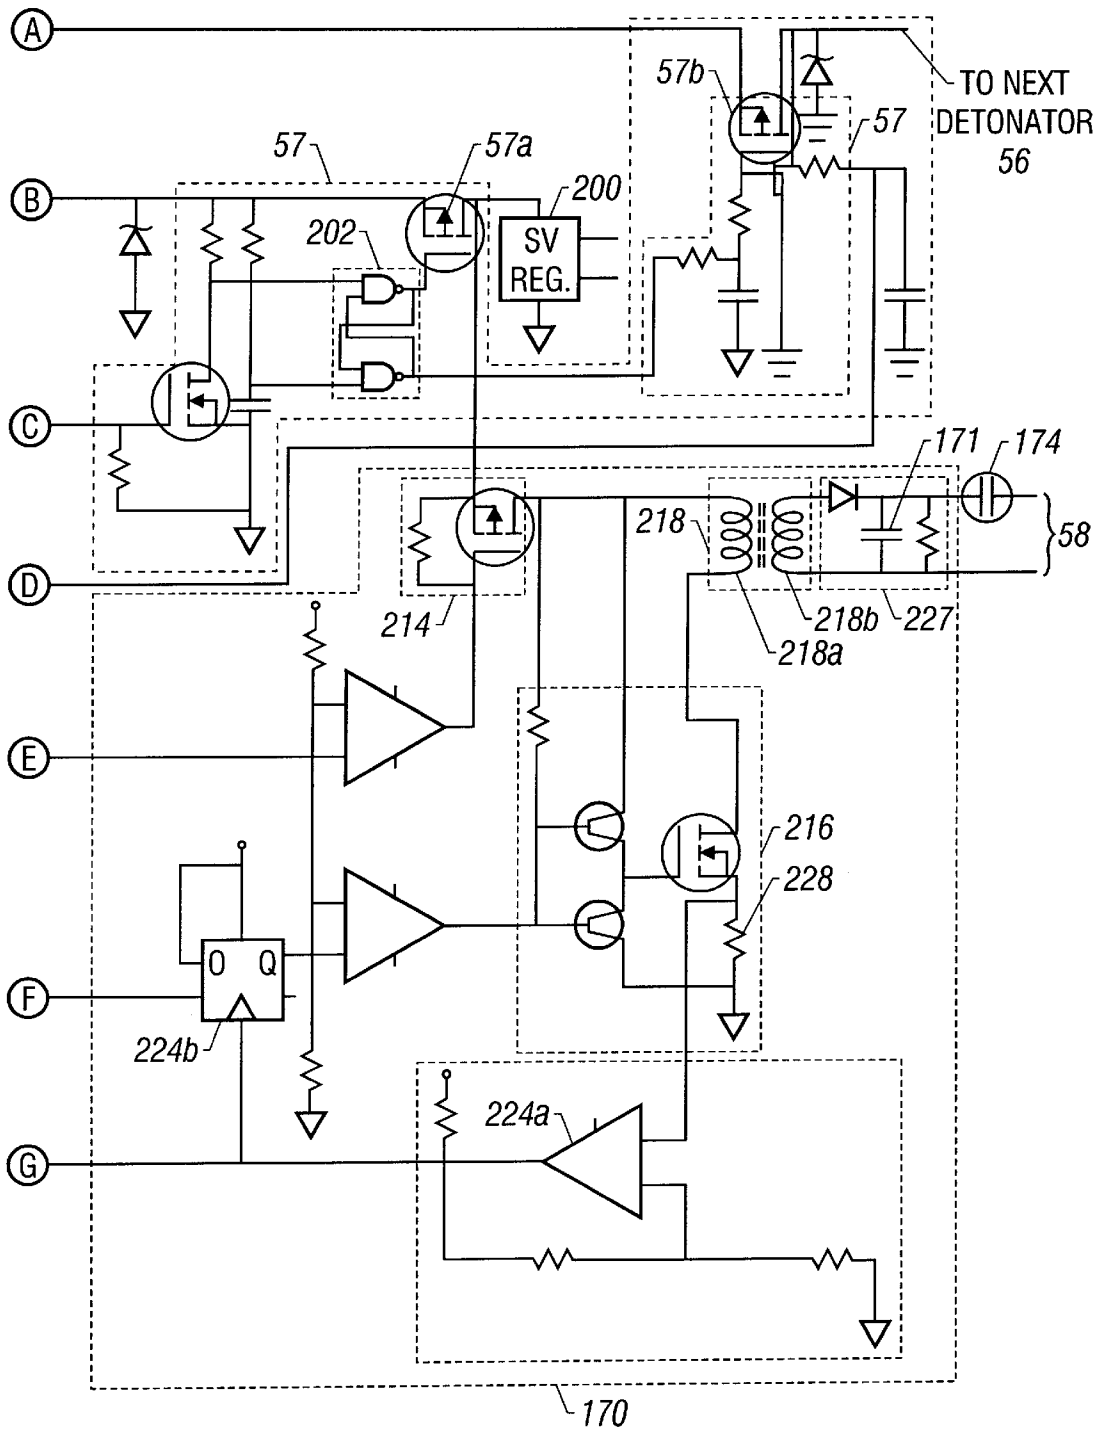 A
57b
TO NEXT
DETONATOR
56
57
57
57a
B
200
202
SV
REG.
C
171
174
218
58
D
214
218b
227
218a
E
216
228
O Q
F
224b
224a
G
170